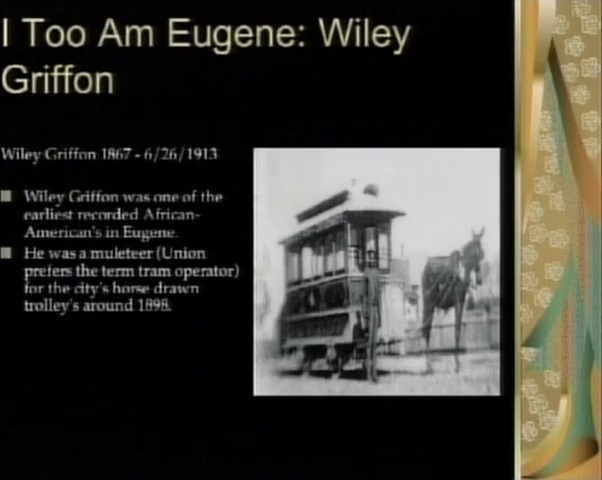 I Too Am Eugene: Wiley
Griffon
Wiley Griffon 1867 - 6/26/1913
Wiley Griffon was one of the
earliest recorded African-
American's in Eugene.
He was a muleteer (Union
prefers the term tram operator)
for the city's horse drawn
trolley's around 1898.